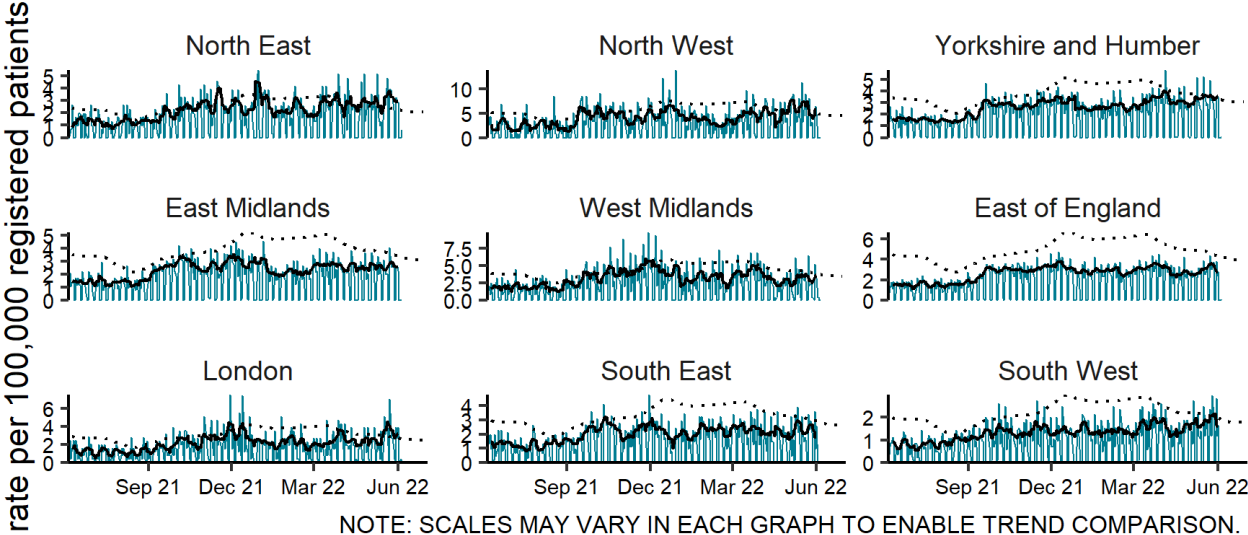 rate per 100,000 registered patients
North East
North West
Yorkshire and Humber
5
4
3
2
1
0
10
5
0
5
4
3
2
1
0
East Midlands
West Midlands
East of England
5
4
3
2
1
0
7.5
5.0
2.5
0.0
6
4
2
0
London
South East
South West
6
4
2
0
4
3
2
1
0
2
1
0
Sep 21 Dec 21 Mar 22 Jun 22
Sep 21 Dec 21 Mar 22 Jun 22
Sep 21 Dec 21 Mar 22 Jun 22
NOTE: SCALES MAY VARY IN EACH GRAPH TO ENABLE TREND COMPARISON.